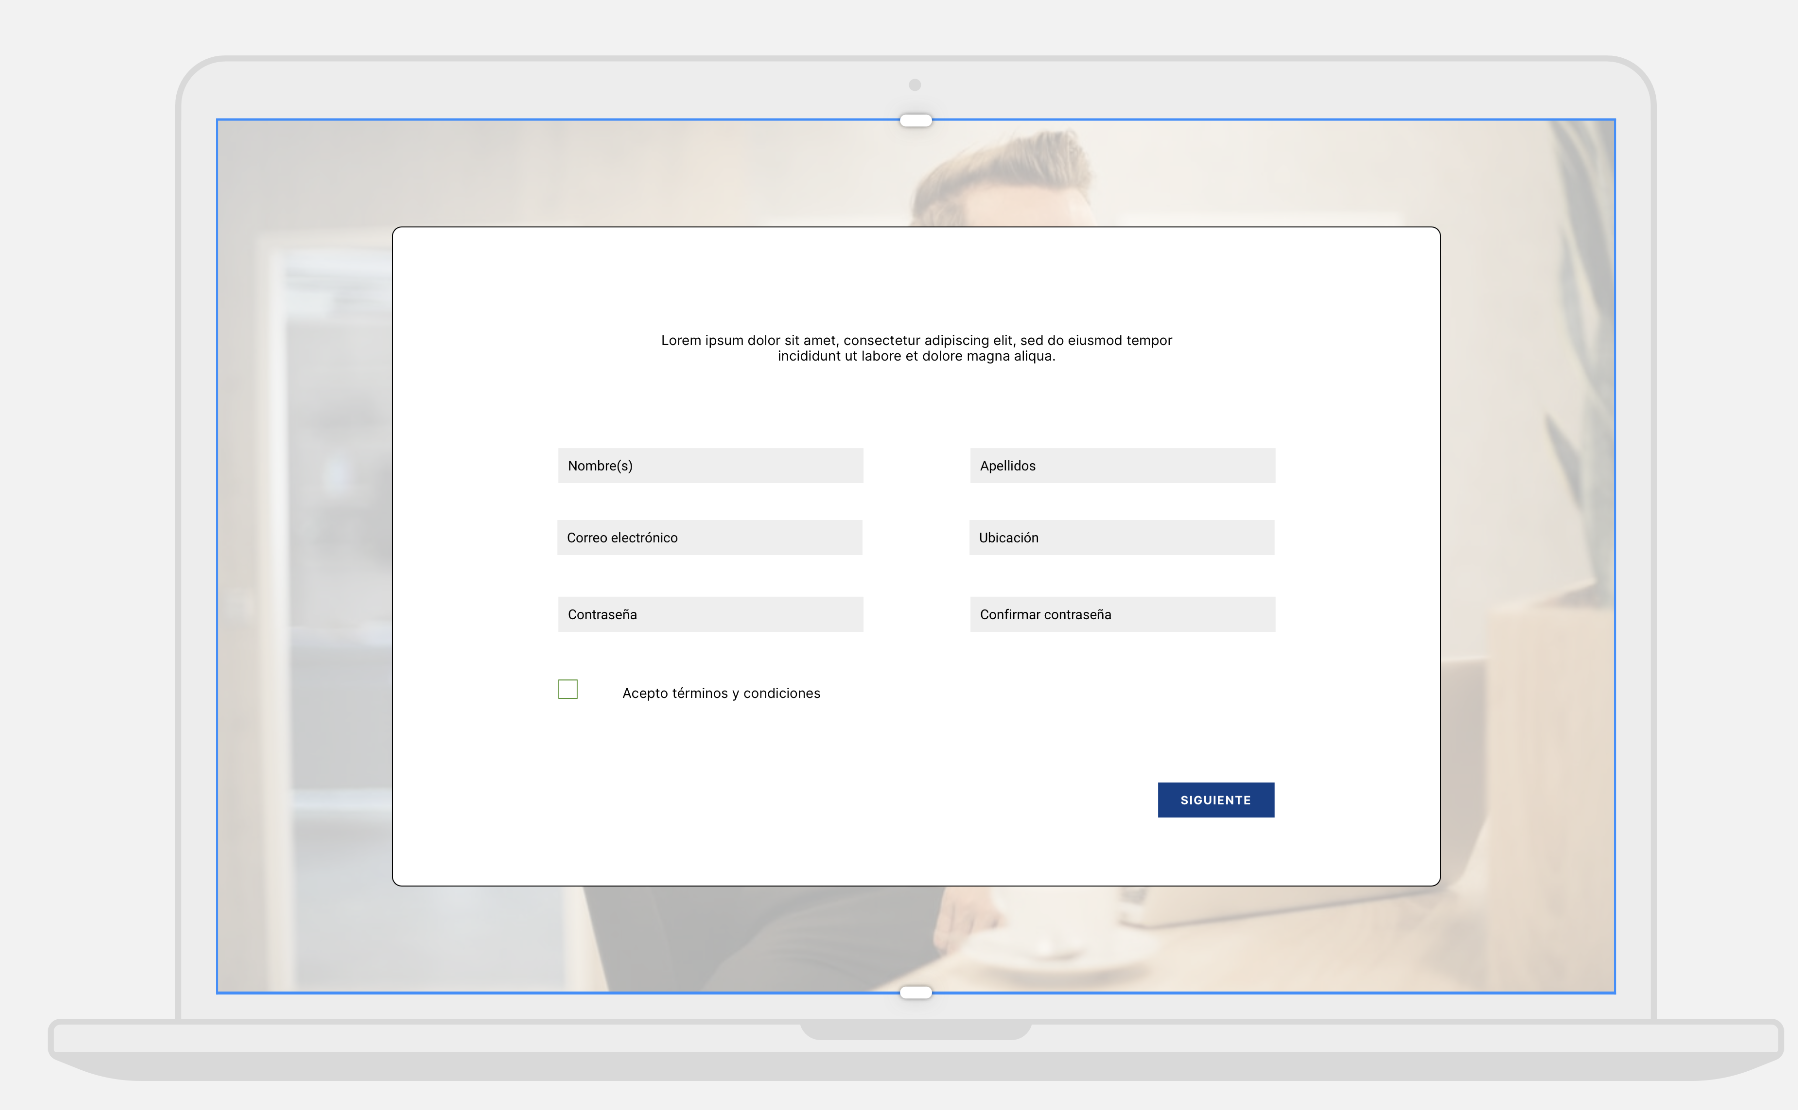 Lorem ipsum dolor sit amet, consectetur adipiscing elit, sed do eiusmod tempor
incididunt ut labore et dolore magna aliqua.
Nombre(s)
Apellidos
Correo electrónico
Ubicación
Contraseña
Confirmar contraseña
Acepto términos y condiciones
SIGUIENTE